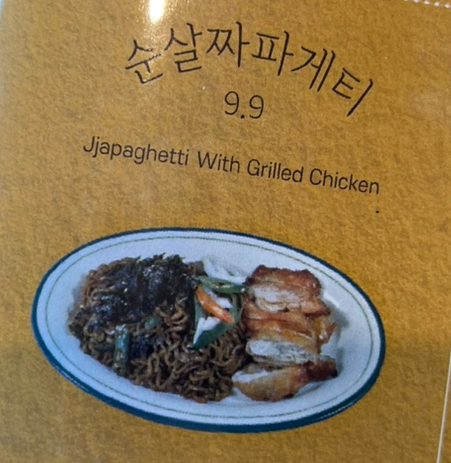 순살짜파게티
9.9
Jjapaghetti With Grilled Chicken